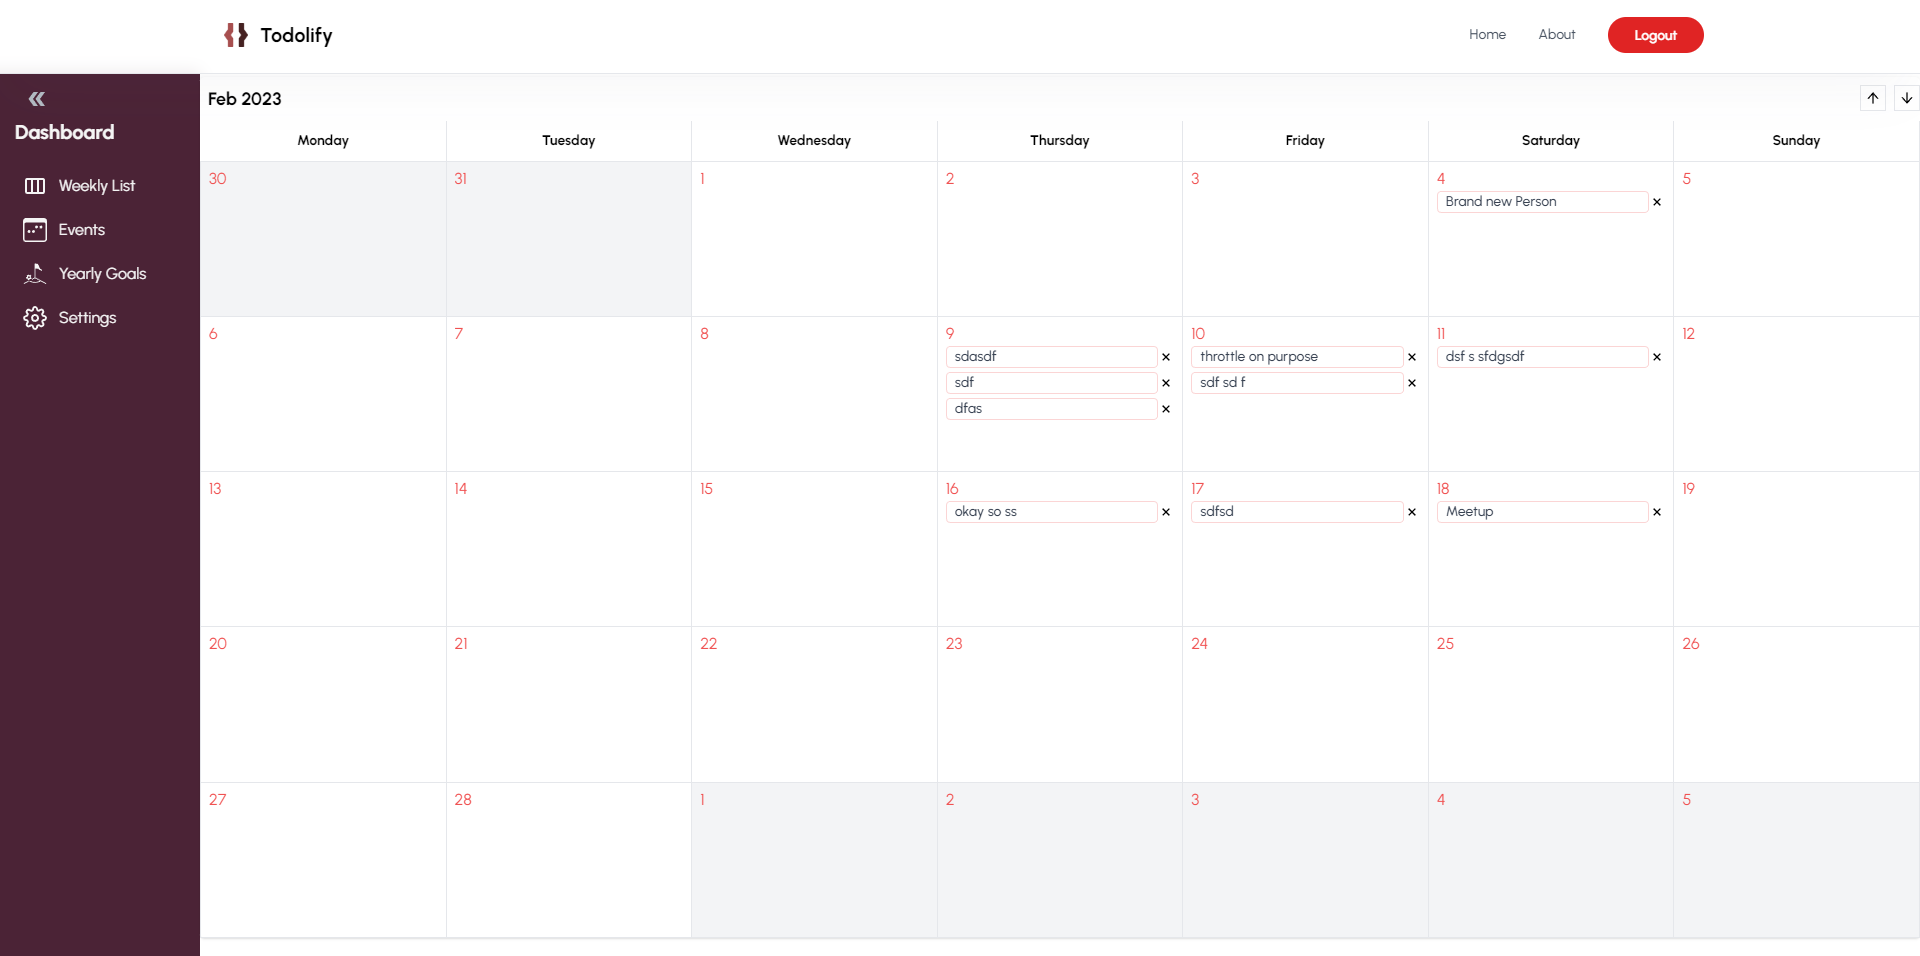 Todolify
Home About Logout
Dashboard
Weekly List
Events
Yearly Goals
Settings
Feb 2023
Monday Tuesday Wednesday Thursday Friday Saturday Sunday
30 31 1 2 3 4 5
Brand new Person
6 7 8 9 10 11 12
sdasdf throttle on purpose dsf s sfdgsdf
sdf sdf sd f
dfas
13 14 15 16 17 18 19
okay so ss sdfsd Meetup
20 21 22 23 24 25 26
27 28 1 2 3 4 5